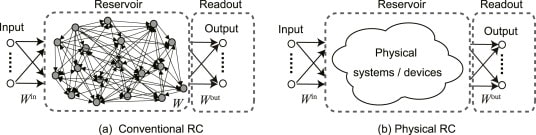 Reservoir
Readout
Input
Output
W^in
W
W^out
(a) Conventional RC
Reservoir
Readout
Input
Output
Physical
systems / devices
W^in
W^out
(b) Physical RC